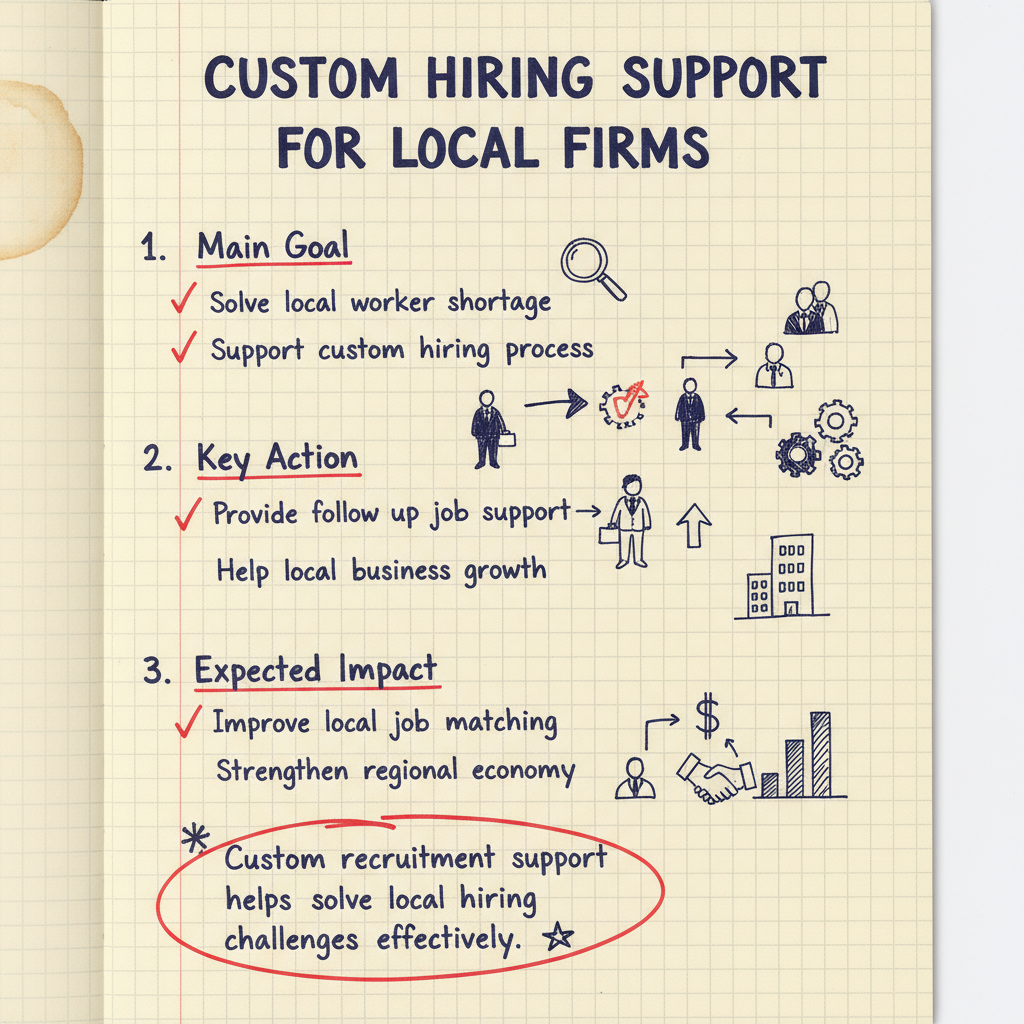 CUSTOM HIRING SUPPORT
FOR LOCAL FIRMS
1. Main Goal
Solve local worker shortage
Support custom hiring process
2. Key Action
Provide follow up job support
Help local business growth
3. Expected Impact
Improve local job matching
Strengthen regional economy
$
* Custom recruitment support
helps solve local hiring
challenges effectively.